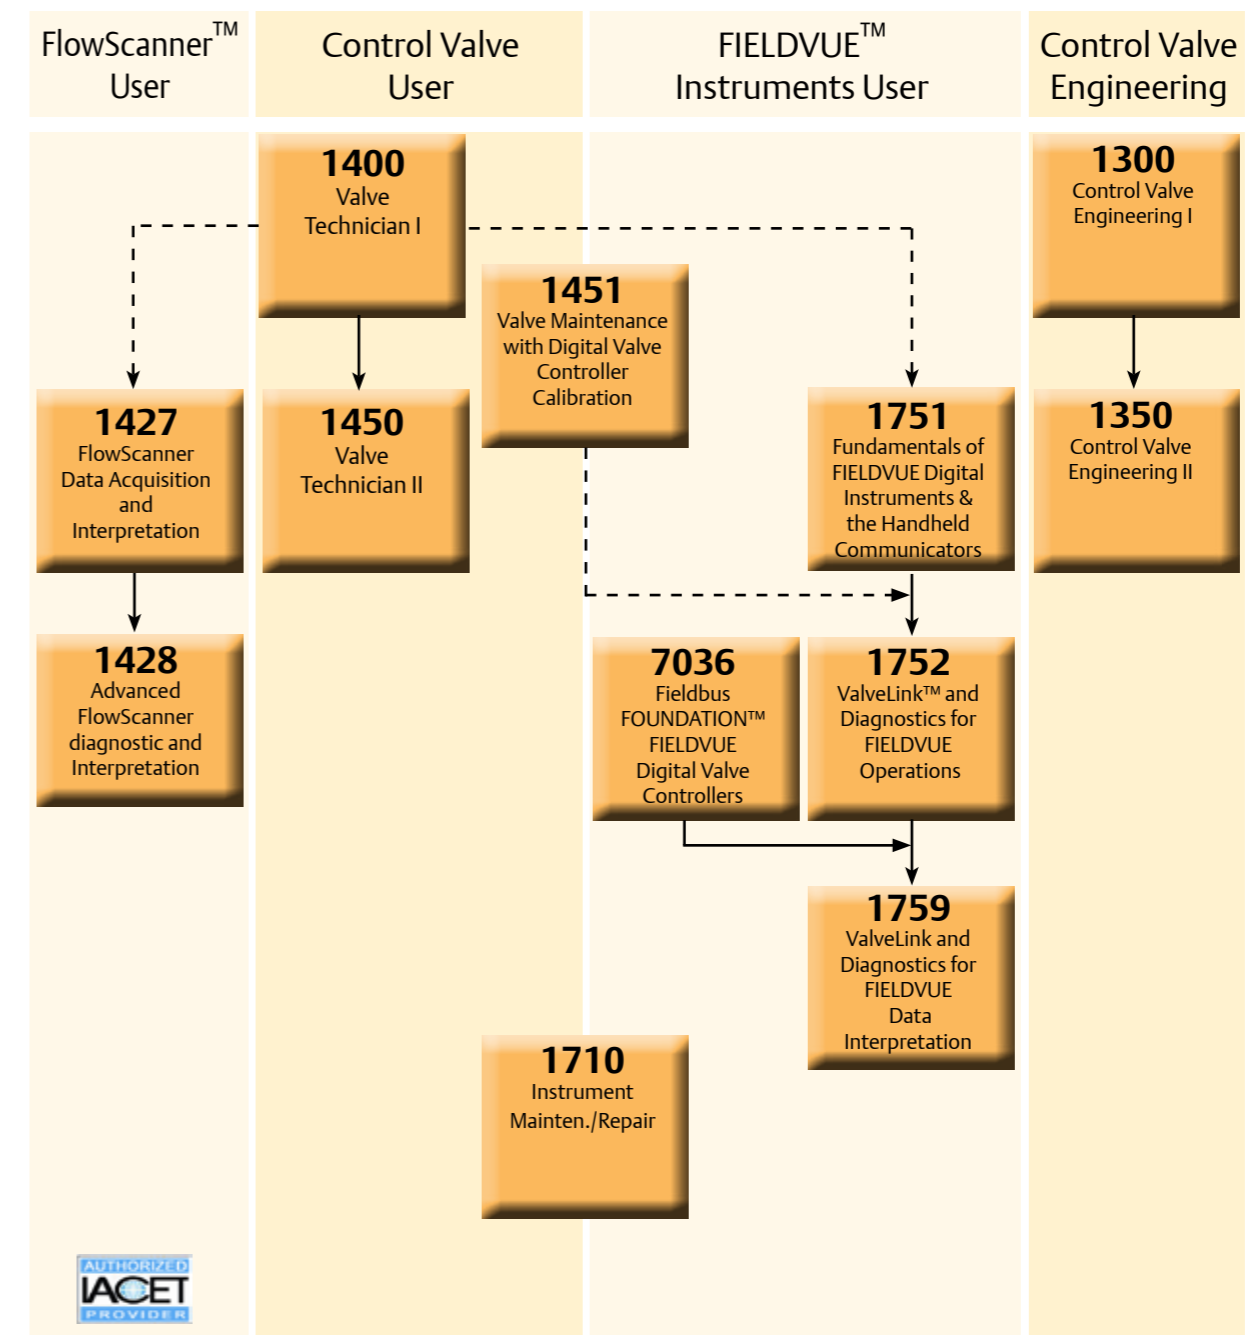 FlowScanner™
User
Control Valve
User
FIELDVUE™
Instruments User
Control Valve
Engineering
1400
Valve
Technician I
1300
Control Valve
Engineering I
1451
Valve Maintenance
with Digital Valve
Controller
Calibration
1427
FlowScanner
Data Acquisition
and
Interpretation
1450
Valve
Technician II
1751
Fundamentals of
FIELDVUE Digital
Instruments &
the Handheld
Communicators
1350
Control Valve
Engineering II
1428
Advanced
FlowScanner
diagnostic and
Interpretation
7036
Fieldbus
FOUNDATION™
FIELDVUE
Digital Valve
Controllers
1752
ValveLink™ and
Diagnostics for
FIELDVUE
Operations
1759
ValveLink and
Diagnostics for
FIELDVUE
Data
Interpretation
1710
Instrument
Mainten./Repair
AUTHORIZED
IACET
PROVIDER